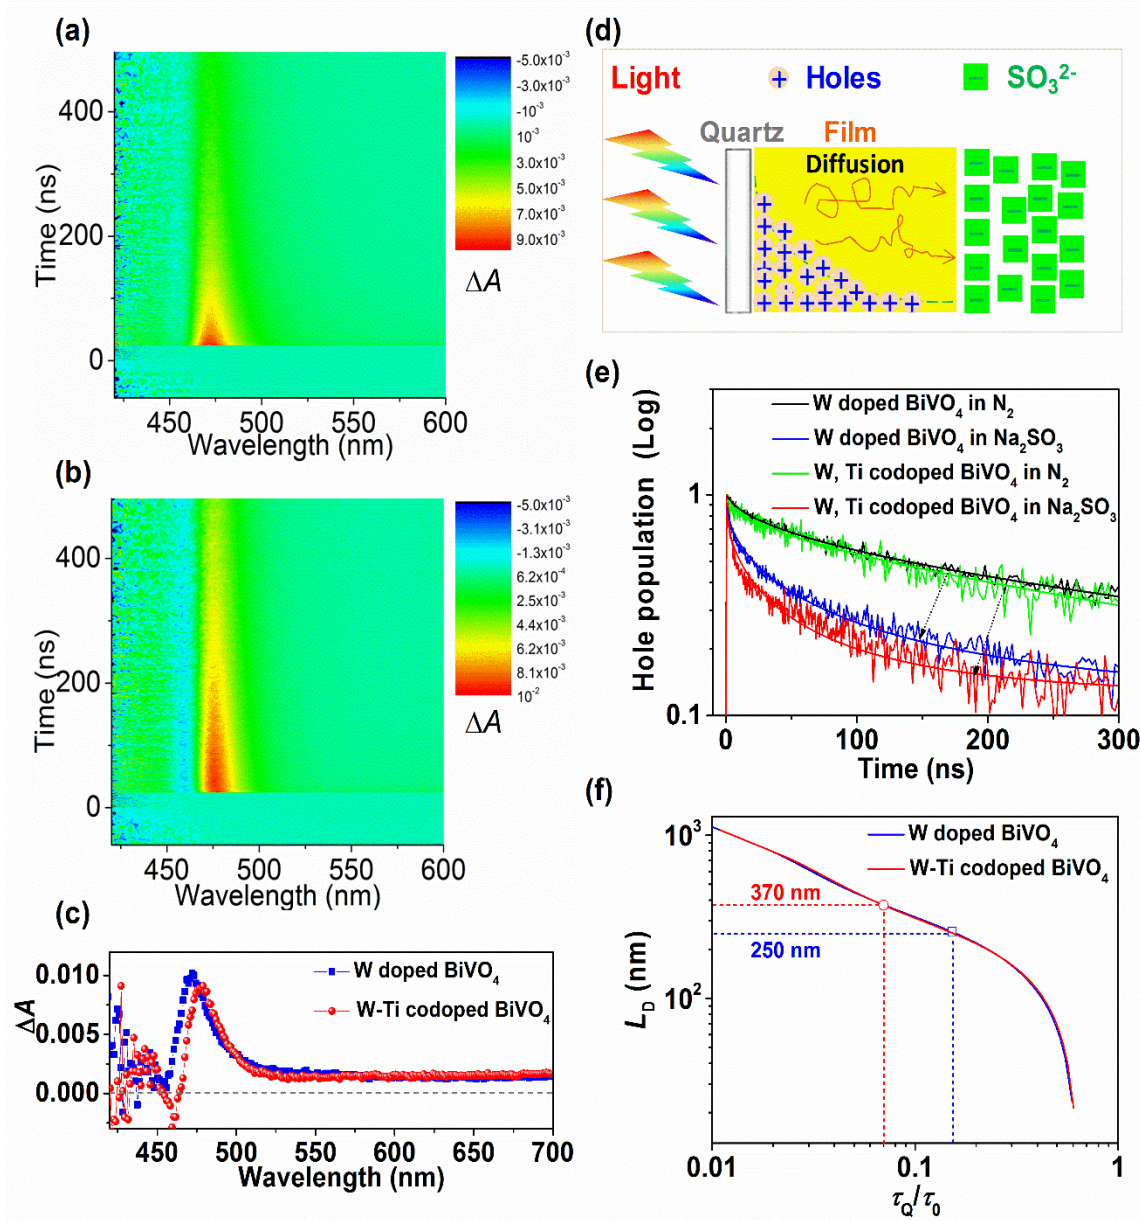 (a)
400
200
0
Time (ns)
450 500 550 600
Wavelength (nm)
-5.0x10⁻³
-3.0x10⁻³
-10⁻³
10⁻³
3.0x10⁻³
5.0x10⁻³
7.0x10⁻³
9.0x10⁻³
ΔA
(b)
400
200
0
Time (ns)
450 500 550 600
Wavelength (nm)
-5.0x10⁻³
-3.1x10⁻³
-1.3x10⁻³
6.2x10⁻⁴
2.5x10⁻³
4.4x10⁻³
6.2x10⁻³
8.1x10⁻³
10⁻²
ΔA
(c)
W doped BiVO₄
W-Ti codoped BiVO₄
0.010
0.005
0.000
ΔA
450 500 550 600 650 700
Wavelength (nm)
(d)
Light Holes SO₃²⁻
Quartz Film
Diffusion
(e)
W doped BiVO₄ in N₂
W doped BiVO₄ in Na₂SO₃
W, Ti codoped BiVO₄ in N₂
W, Ti codoped BiVO₄ in Na₂SO₃
1
0.1
Hole population (Log)
0 100 200 300
Time (ns)
(f)
W doped BiVO₄
W-Ti codoped BiVO₄
10³
10²
L_D (nm)
370 nm
250 nm
0.01 0.1 1
τ_Q/τ₀